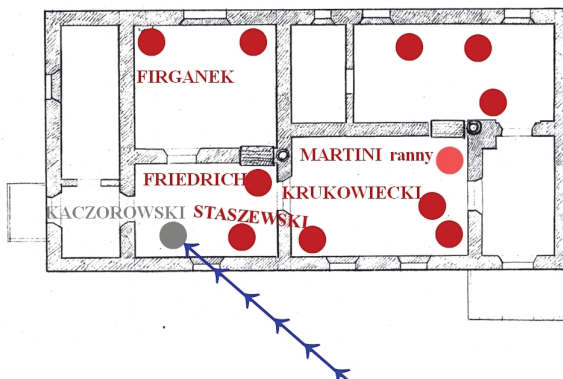 FIRGANEK
MARTINI ranny
FRIEDRICH
KRUKOWIECKI
KACZOROWSKI
STASZEWSKI